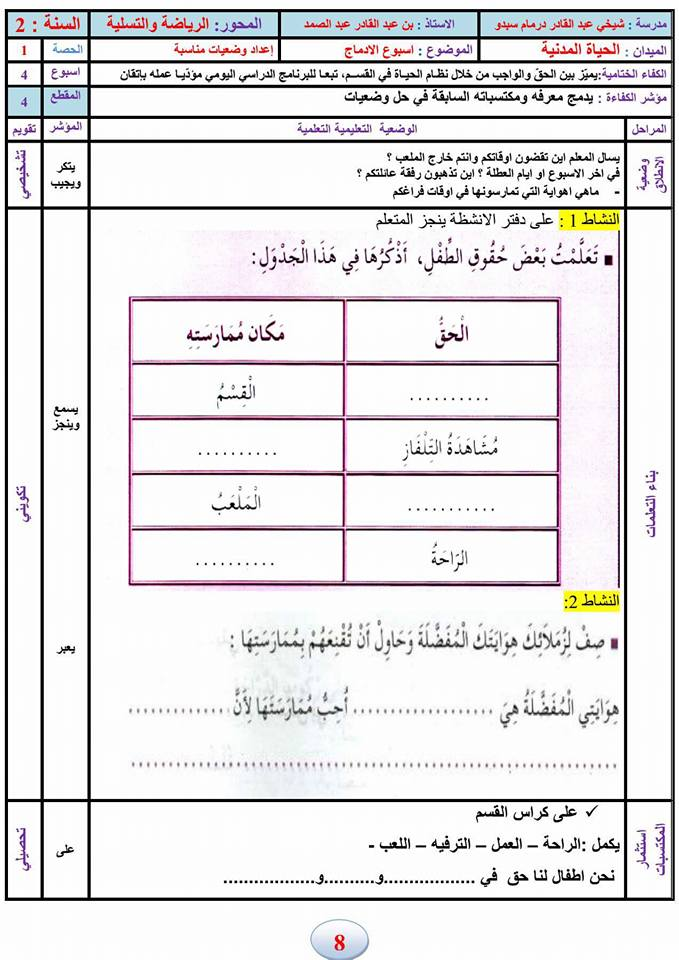 مدرسة : شيخي عبد القادر درمام سبدو
الاستاذ : بن عبد القادر عبد الصمد
المحور: الرياضة والتسلية
السنة : 2
الميدان : الحياة المدنية
الموضوع : اسبوع الادماج
إعداد وضعيات مناسبة
الحصة
1
الكفاء الختامية:يميّز بين الحقّ والواجب من خلال نظام الحياة في القسم، تبعا للبرنامج الدراسي اليومي مؤدّيا عمله بإتقان
اسبوع
4
مؤشر الكفاءة : يدمج معرفه ومكتسباته السابقة في حل وضعيات
المقطع
4
المراحل
الوضعية التعليمية التعلمية
المؤشر
تقويم
وضعية الانطلاق
يسال المعلم اين تقضون اوقاتكم وانتم خارج الملعب ؟
في اخر الاسبوع او ايام العطلة ؟ اين تذهبون رفقة عائلتكم ؟
- ماهي اهواية التي تمارسونها في اوقات فراغكم
يتكر
ويجيب
تشخيصي
بناء التعلمات
النشاط 1 : على دفتر الانشظة ينجز المتعلم
▪ تَعَلَّمْتُ بَعْضَ حُقُوقِ الطِّفْلِ، أَذْكُرُهَا فِي هَذَا الْجَدْوَلِ:
الْحَقُّ
مَكَان مُمَارَسَتِهِ
..........
الْقِسْمُ
مُشَاهَدَةُ التِّلْفَازِ
..........
...........
الْمَلْعَبُ
الرَّاحَةُ
..........
يسمع
وينجز
تكويني
النشاط 2:
▪ صِفْ لِزُمَلَائِكَ هِوَايَتَكَ الْمُفَضَّلَةَ وَحَاوِلْ أَنْ تُقْنِعَهُمْ بِمُمَارَسَتِهَا :
هِوَايَتِي الْمُفَضَّلَةُ هِيَ .................. أُحِبُّ مُمَارَسَتَهَا لِأَنَّ .............
................................................................
يعبر
استثمار المكتسبات
✓ على كراس القسم
يكمل :الراحة – العمل – الترفيه – اللعب -
نحن اطفال لنا حق في ..................و..........و..................
على
تحصيلي
8